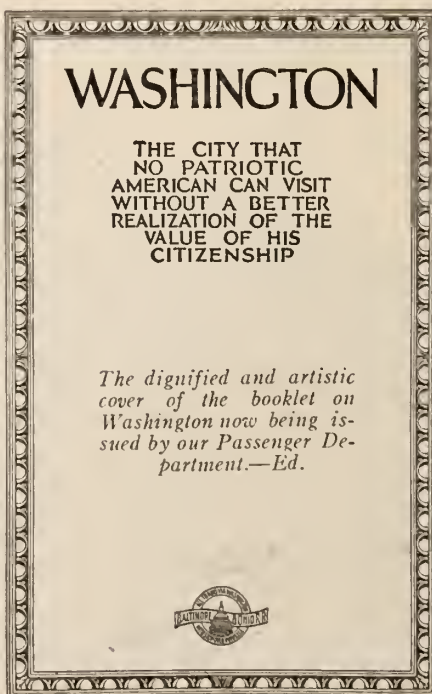 WASHINGTON
THE CITY THAT
NO PATRIOTIC
AMERICAN CAN VISIT
WITHOUT A BETTER
REALIZATION OF THE
VALUE OF HIS
CITIZENSHIP
The dignified and artistic
cover of the booklet on
Washington now being is-
sued by our Passenger De-
partment.—Ed.
BALTIMORE & OHIO R R